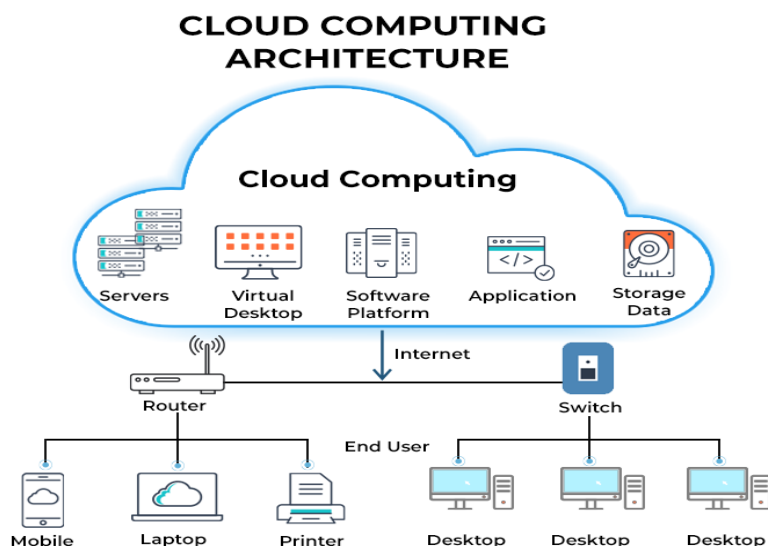 CLOUD COMPUTING
ARCHITECTURE
Cloud Computing
Servers
Virtual
Desktop
Software
Platform
</>
Application
Storage
Data
Internet
Router
Switch
End User
Mobile
Laptop
Printer
Desktop
Desktop
Desktop